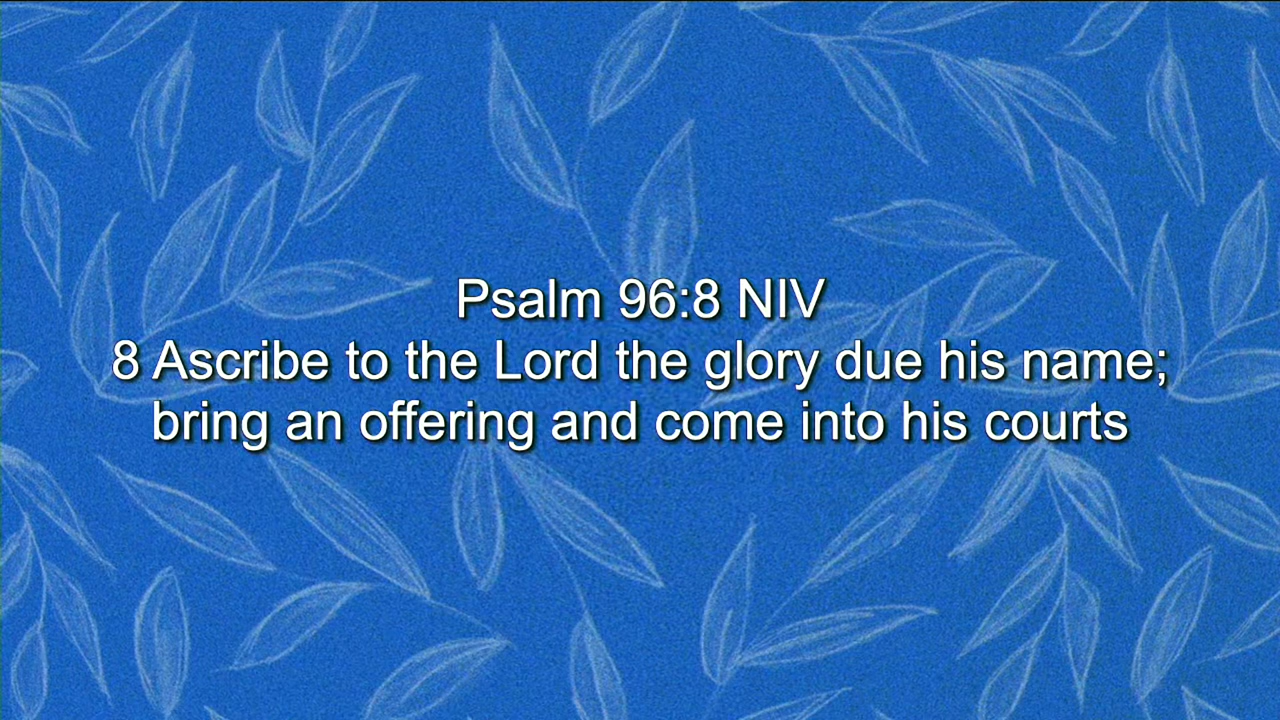 Psalm 96:8 NIV
8 Ascribe to the Lord the glory due his name;
bring an offering and come into his courts